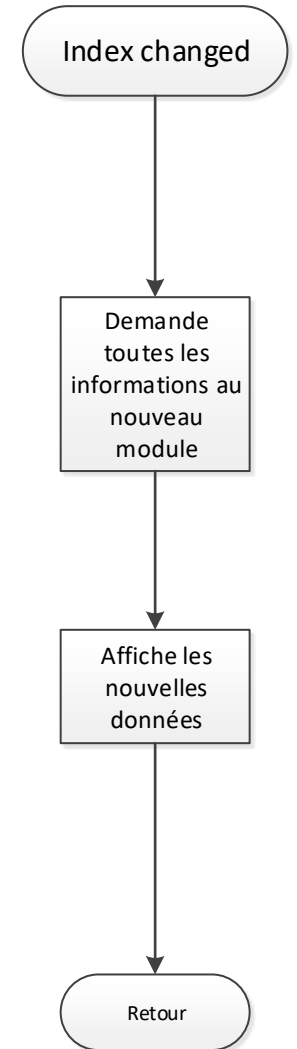 Index changed
Demande
toutes les
informations au
nouveau
module
Affiche les
nouvelles
données
Retour